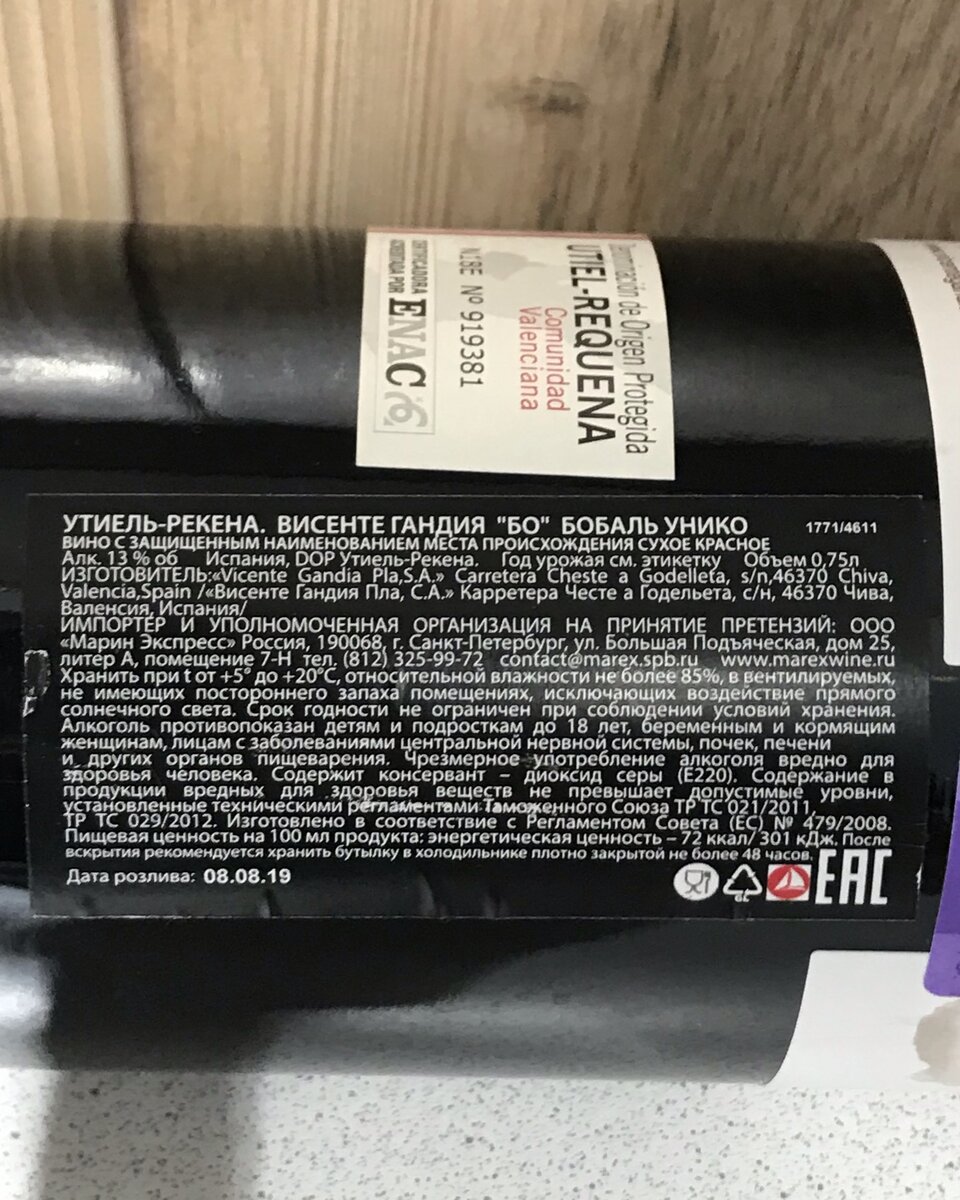 Denominación de Origen Protegida
UTIEL-REQUENA
Comunidad
Valenciana
Nº 919381
CERTIFICADORA
ACREDITADA POR
ENAC
УТИЕЛЬ-РЕКЕНА. ВИСЕНТЕ ГАНДИЯ "БО" БОБАЛЬ УНИКО 1771/4611
ВИНО С ЗАЩИЩЕННЫМ НАИМЕНОВАНИЕМ МЕСТА ПРОИСХОЖДЕНИЯ СУХОЕ КРАСНОЕ
Алк. 13 % об Испания, DOP Утиель-Рекена. Год урожая см. этикетку Объем 0,75л
ИЗГОТОВИТЕЛЬ:«Vicente Gandia Pla,S.A.» Carretera Cheste a Godelleta, s/n,46370 Chiva,
Valencia,Spain /«Висенте Гандия Пла, С.А.» Карретера Честе а Годельета, с/н, 46370 Чива,
Валенсия, Испания/
ИМПОРТЕР И УПОЛНОМОЧЕННАЯ ОРГАНИЗАЦИЯ НА ПРИНЯТИЕ ПРЕТЕНЗИЙ: ООО
«Марин Экспресс» Россия, 190068, г. Санкт-Петербург, ул. Большая Подъяческая, дом 25,
литер А, помещение 7-Н тел. (812) 325-99-72 contact@marex.spb.ru www.marexwine.ru
Хранить при t от +5° до +20°С, относительной влажности не более 85%, в вентилируемых,
не имеющих постороннего запаха помещениях, исключающих воздействие прямого
солнечного света. Срок годности не ограничен при соблюдении условий хранения.
Алкоголь противопоказан детям и подросткам до 18 лет, беременным и кормящим
женщинам, лицам с заболеваниями центральной нервной системы, почек, печени
и других органов пищеварения. Чрезмерное употребление алкоголя вредно для
здоровья человека. Содержит консервант – диоксид серы (Е220). Содержание в
продукции вредных для здоровья веществ не превышает допустимые уровни,
установленные техническими регламентами Таможенного Союза ТР ТС 021/2011,
ТР ТС 029/2012. Изготовлено в соответствие с Регламентом Совета (ЕС) № 479/2008.
Пищевая ценность на 100 мл продукта: энергетическая ценность – 72 ккал/ 301 кДж. После
вскрытия рекомендуется хранить бутылку в холодильнике плотно закрытой не более 48 часов.
Дата розлива: 08.08.19
GL
EAC